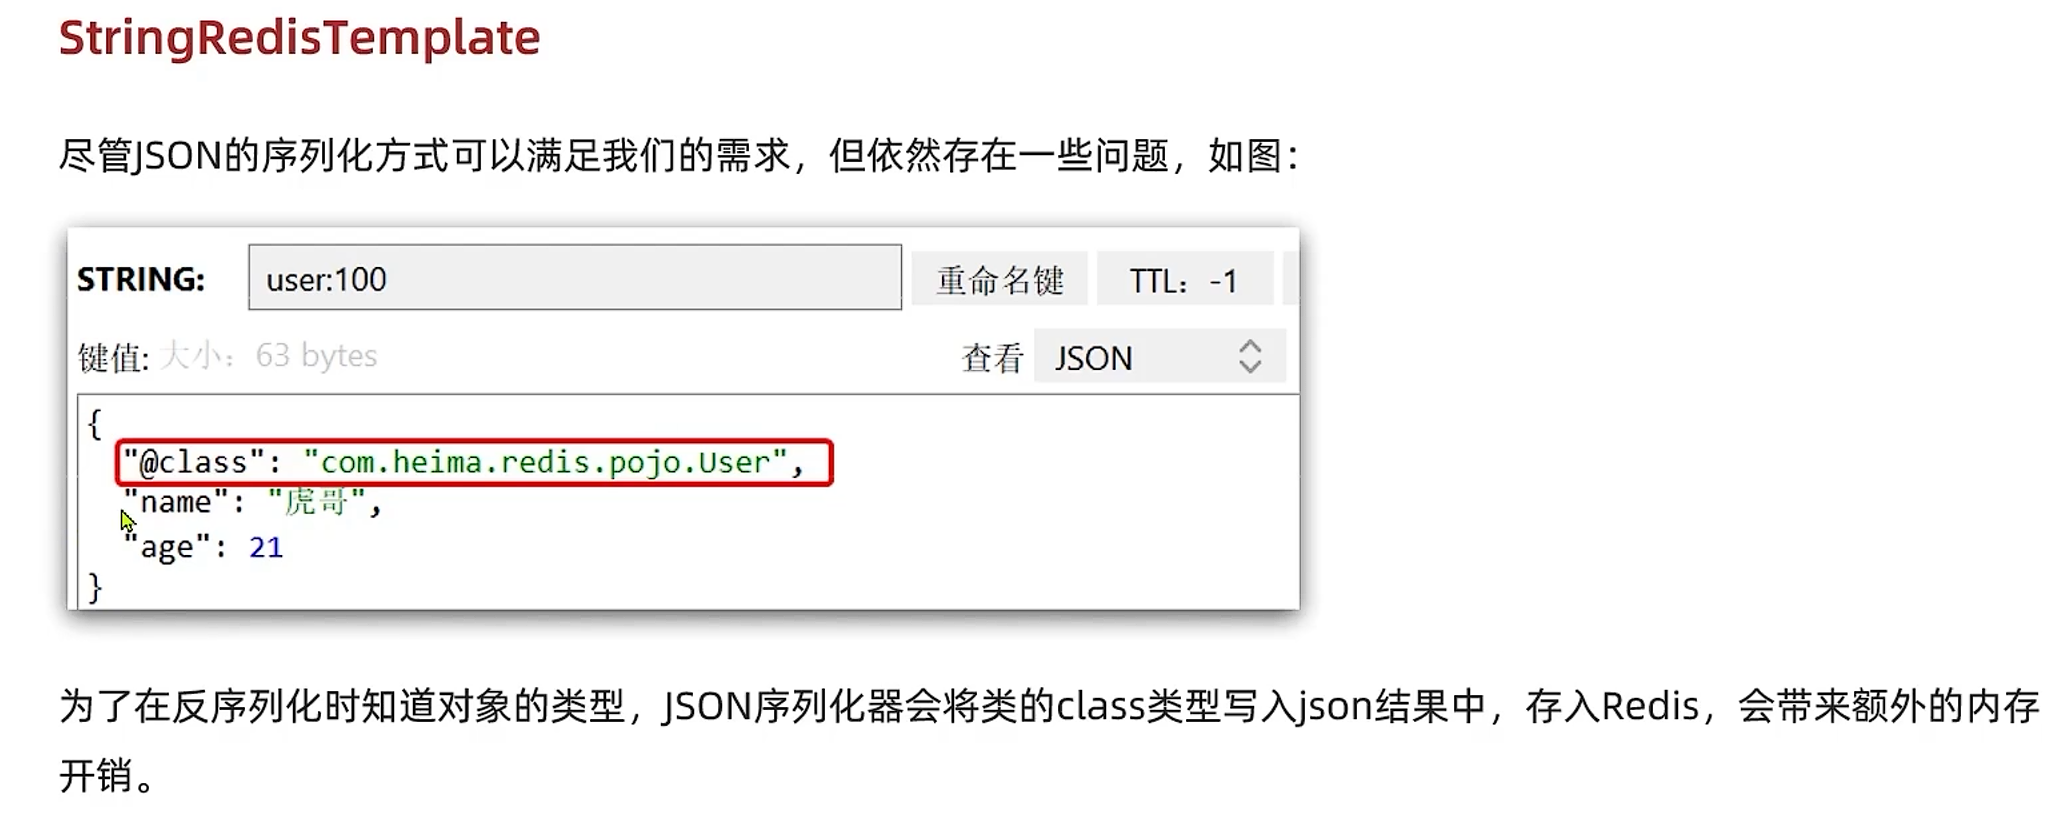 StringRedisTemplate
尽管JSON的序列化方式可以满足我们的需求，但依然存在一些问题，如图：
STRING: user:100 重命名键 TTL：-1
键值: 大小：63 bytes 查看 JSON
{
"@class": "com.heima.redis.pojo.User",
"name": "虎哥",
"age": 21
}
为了在反序列化时知道对象的类型，JSON序列化器会将类的class类型写入json结果中，存入Redis，会带来额外的内存
开销。